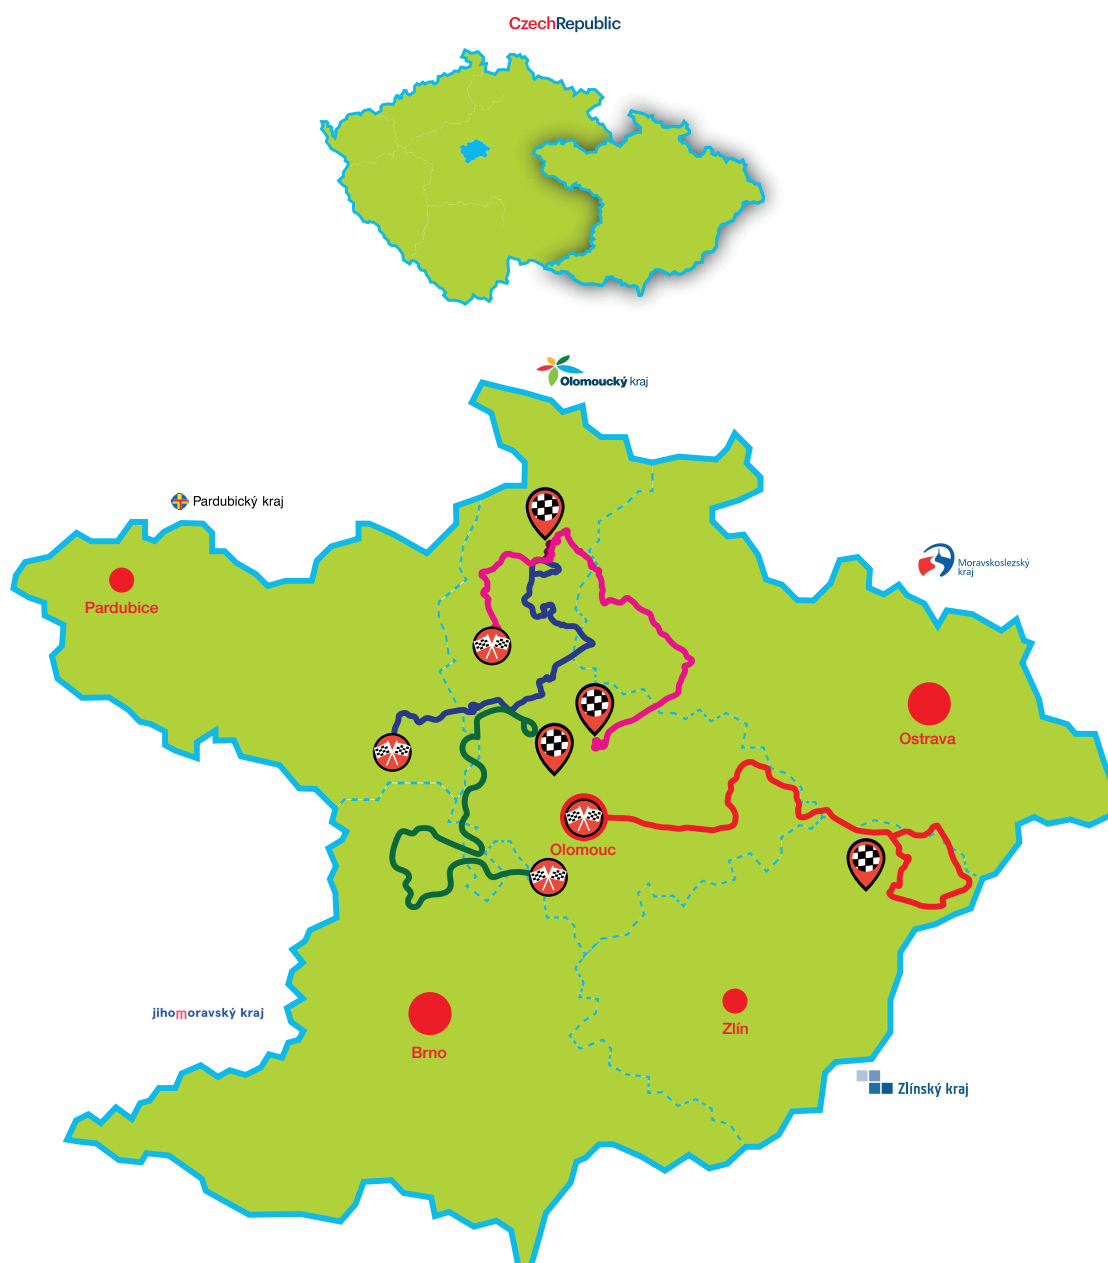 CzechRepublic
Olomoucký kraj
Pardubický kraj
Moravskoslezský
kraj
Pardubice
Ostrava
Olomouc
jihomoravský kraj
Zlín
Brno
Zlínský kraj